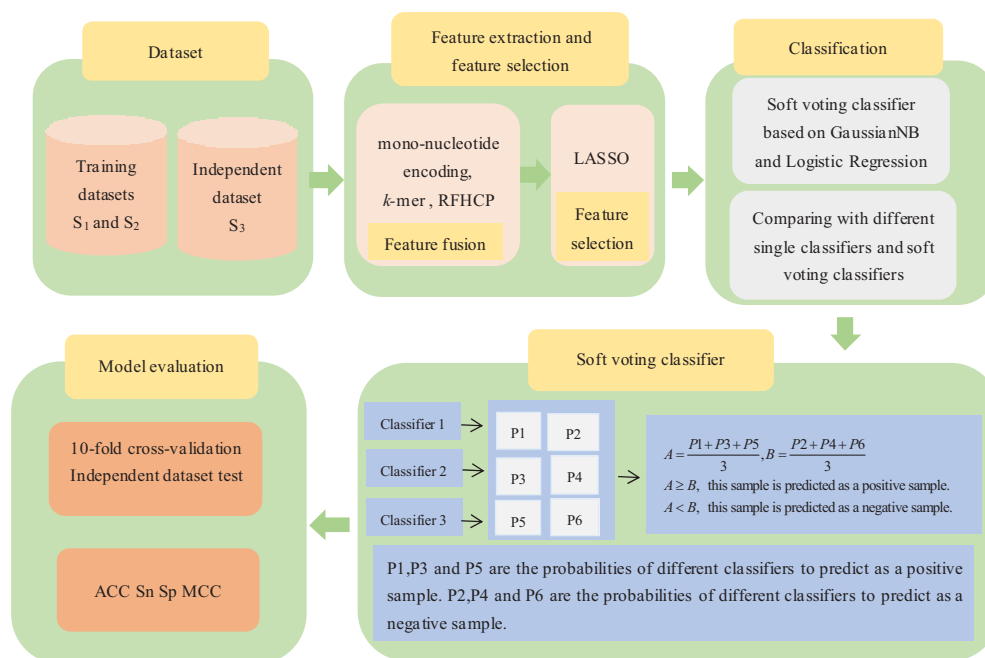 Dataset
Training
datasets
S1 and S2
Independent
dataset
S3
Feature extraction and
feature selection
mono-nucleotide
encoding,
k-mer , RFHCP
Feature fusion
LASSO
Feature
selection
Classification
Soft voting classifier
based on GaussianNB
and Logistic Regression
Comparing with different
single classifiers and soft
voting classifiers
Soft voting classifier
Classifier 1
Classifier 2
Classifier 3
P1
P2
P3
P4
P5
P6
A = (P1 + P3 + P5)/3 , B = (P2 + P4 + P6)/3
A ≥ B, this sample is predicted as a positive sample.
A < B, this sample is predicted as a negative sample.
P1,P3 and P5 are the probabilities of different classifiers to predict as a positive
sample. P2,P4 and P6 are the probabilities of different classifiers to predict as a
negative sample.
Model evaluation
10-fold cross-validation
Independent dataset test
ACC Sn Sp MCC